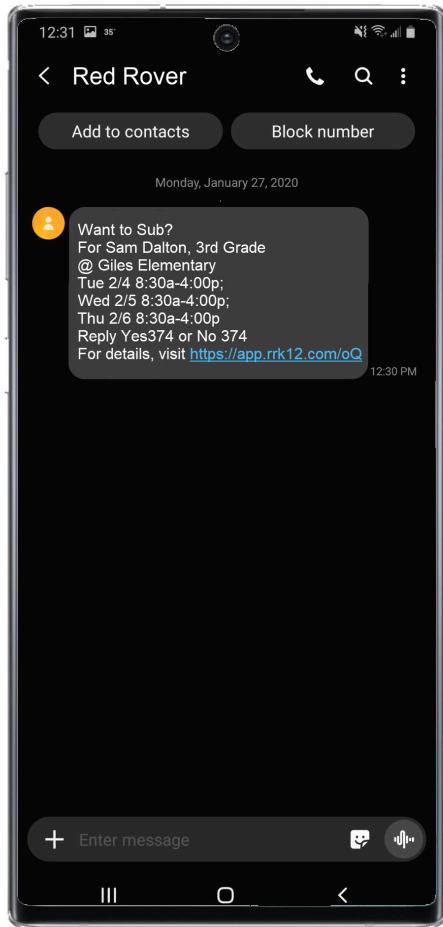 12:31 35°
Red Rover
Add to contacts
Block number
Monday, January 27, 2020
Want to Sub?
For Sam Dalton, 3rd Grade
@ Giles Elementary
Tue 2/4 8:30a-4:00p;
Wed 2/5 8:30a-4:00p;
Thu 2/6 8:30a-4:00p
Reply Yes374 or No 374
For details, visit https://app.rrk12.com/oQ
12:30 PM
Enter message